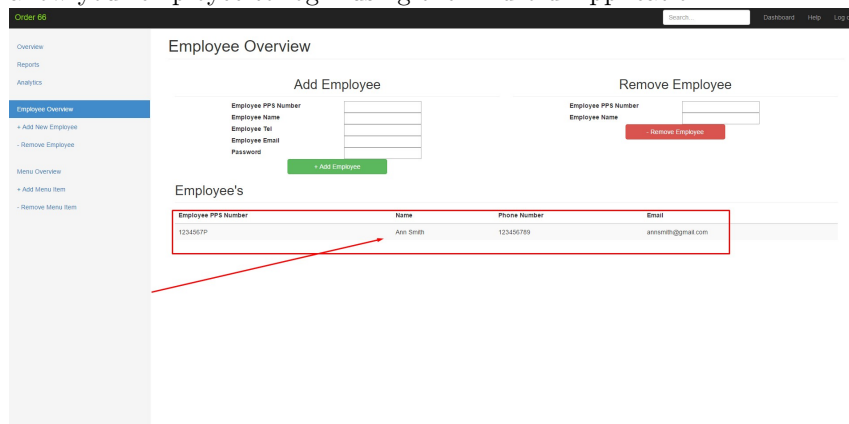 Order 66
Search...
Dashboard Help
Overview
Reports
Analytics
Employee Overview
+ Add New Employee
- Remove Employee
Menu Overview
+ Add Menu Item
- Remove Menu Item
Employee Overview
Add Employee
Employee PPS Number
Employee Name
Employee Tel
Employee Email
Password
+ Add Employee
Remove Employee
Employee PPS Number
Employee Name
- Remove Employee
Employee's
Employee PPS Number Name Phone Number Email
1234567P Ann Smith 123456789 annsmith@gmail.com